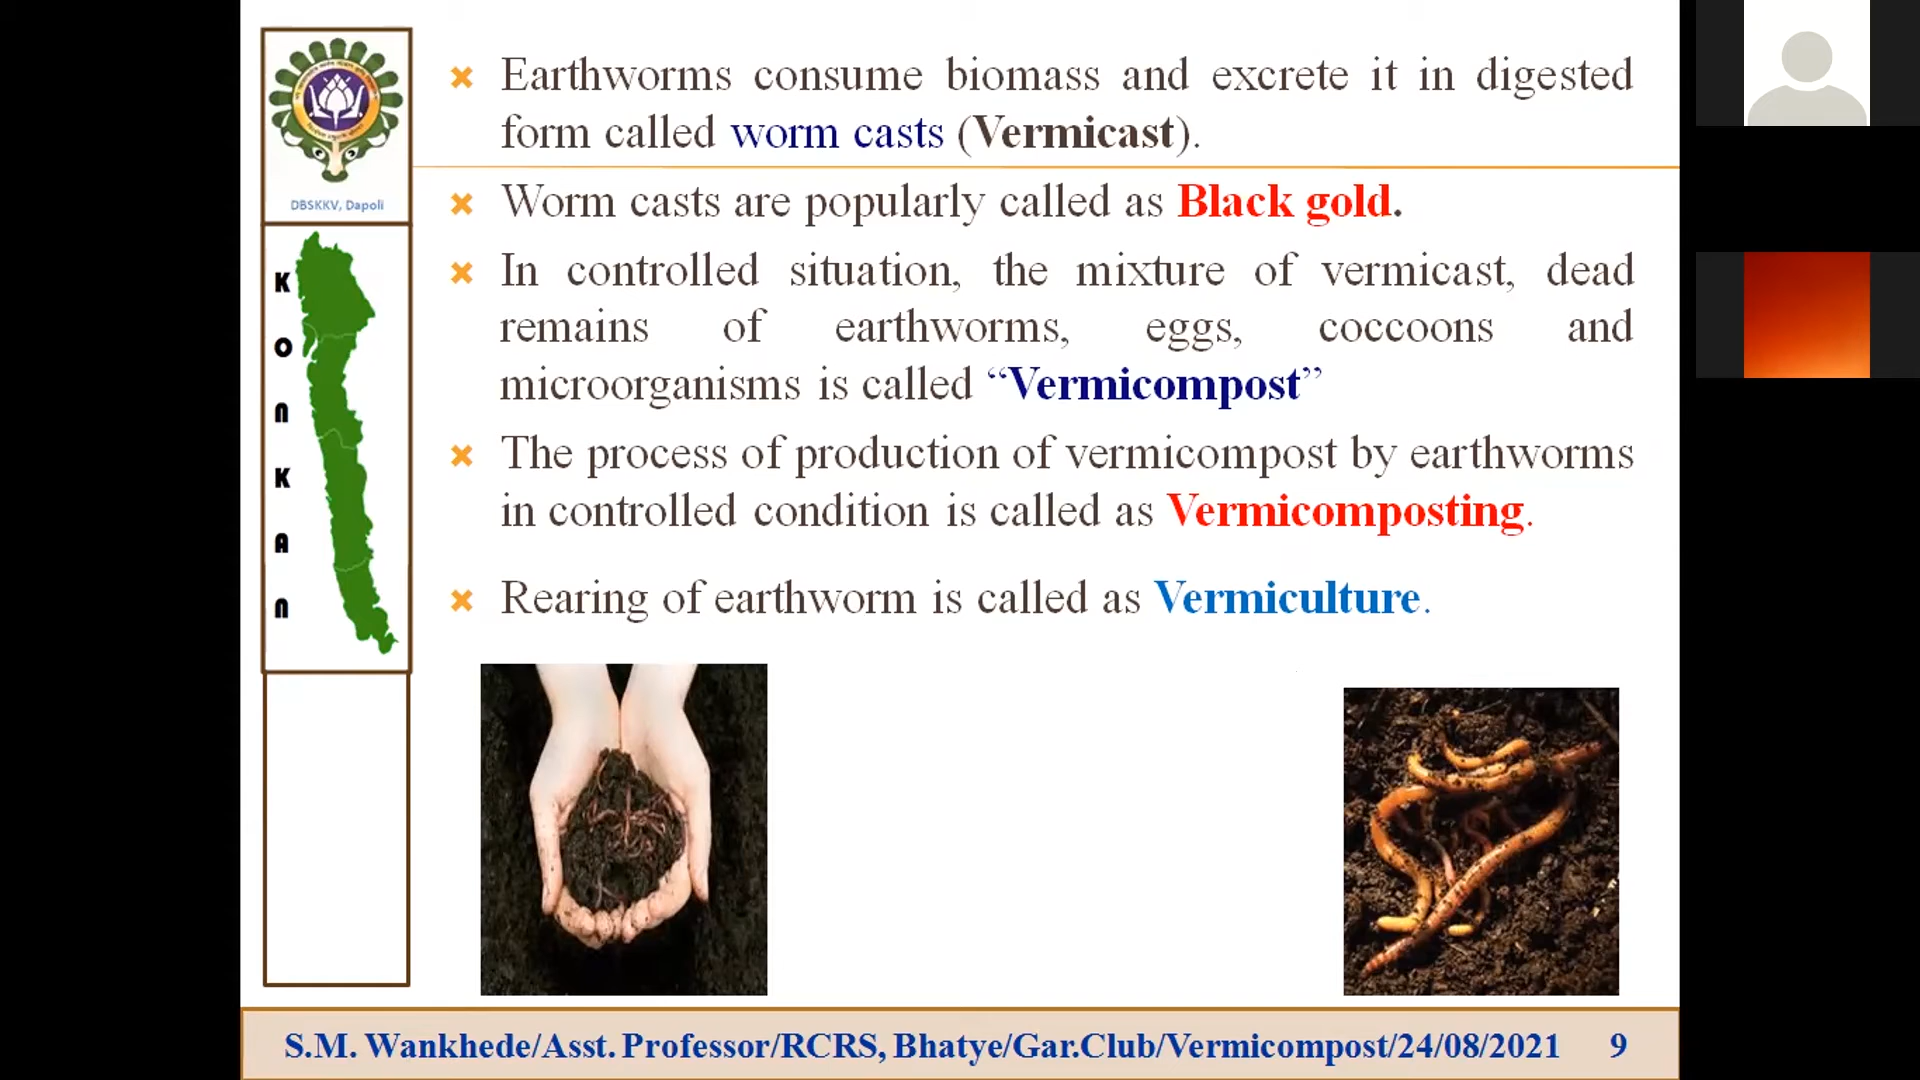 DBSKKV, Dapoli
KONKAN
Earthworms consume biomass and excrete it in digested
form called worm casts (Vermicast).
Worm casts are popularly called as Black gold.
In controlled situation, the mixture of vermicast, dead
remains of earthworms, eggs, coccoons and
microorganisms is called “Vermicompost”
The process of production of vermicompost by earthworms
in controlled condition is called as Vermicomposting.
Rearing of earthworm is called as Vermiculture.
S.M. Wankhede/Asst. Professor/RCRS, Bhatye/Gar.Club/Vermicompost/24/08/2021 9